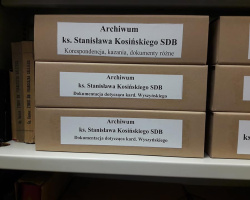 Archiwum
ks. Stanisława Kosińskiego SDB
Korespondencja, kazania, dokumenty różne
Archiwum
ks. Stanisława Kosińskiego SDB
Dokumentacja dotycząca kard. Wyszyńskiego
Archiwum
ks. Stanisława Kosińskiego SDB
Dokumentacja dotycząca kard. Wyszyńskiego